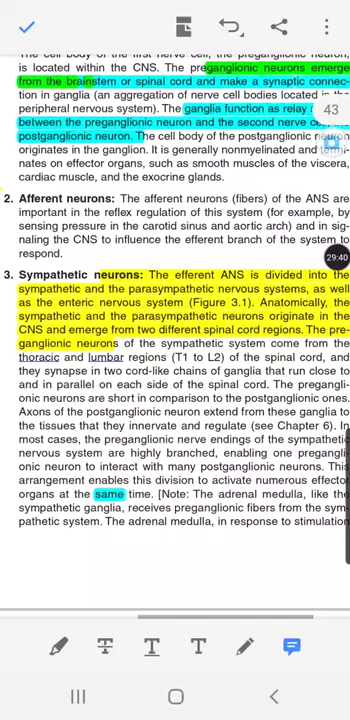 The cell body of the first nerve cell, the preganglionic neuron,
is located within the CNS. The preganglionic neurons emerge
from the brainstem or spinal cord and make a synaptic connec-
tion in ganglia (an aggregation of nerve cell bodies located in the
peripheral nervous system). The ganglia function as relay
43
between the preganglionic neuron and the second nerve
postganglionic neuron. The cell body of the postganglionic neuron
originates in the ganglion. It is generally nonmyelinated and termi-
nates on effector organs, such as smooth muscles of the viscera,
cardiac muscle, and the exocrine glands.
2. Afferent neurons: The afferent neurons (fibers) of the ANS are
important in the reflex regulation of this system (for example, by
sensing pressure in the carotid sinus and aortic arch) and in sig-
naling the CNS to influence the efferent branch of the system to
respond.
29:40
3. Sympathetic neurons: The efferent ANS is divided into the
sympathetic and the parasympathetic nervous systems, as well
as the enteric nervous system (Figure 3.1). Anatomically, the
sympathetic and the parasympathetic neurons originate in the
CNS and emerge from two different spinal cord regions. The pre-
ganglionic neurons of the sympathetic system come from the
thoracic and lumbar regions (T1 to L2) of the spinal cord, and
they synapse in two cord-like chains of ganglia that run close to
and in parallel on each side of the spinal cord. The pregangli-
onic neurons are short in comparison to the postganglionic ones.
Axons of the postganglionic neuron extend from these ganglia to
the tissues that they innervate and regulate (see Chapter 6). In
most cases, the preganglionic nerve endings of the sympathetic
nervous system are highly branched, enabling one pregangli-
onic neuron to interact with many postganglionic neurons. This
arrangement enables this division to activate numerous effector
organs at the same time. [Note: The adrenal medulla, like the
sympathetic ganglia, receives preganglionic fibers from the sym-
pathetic system. The adrenal medulla, in response to stimulation